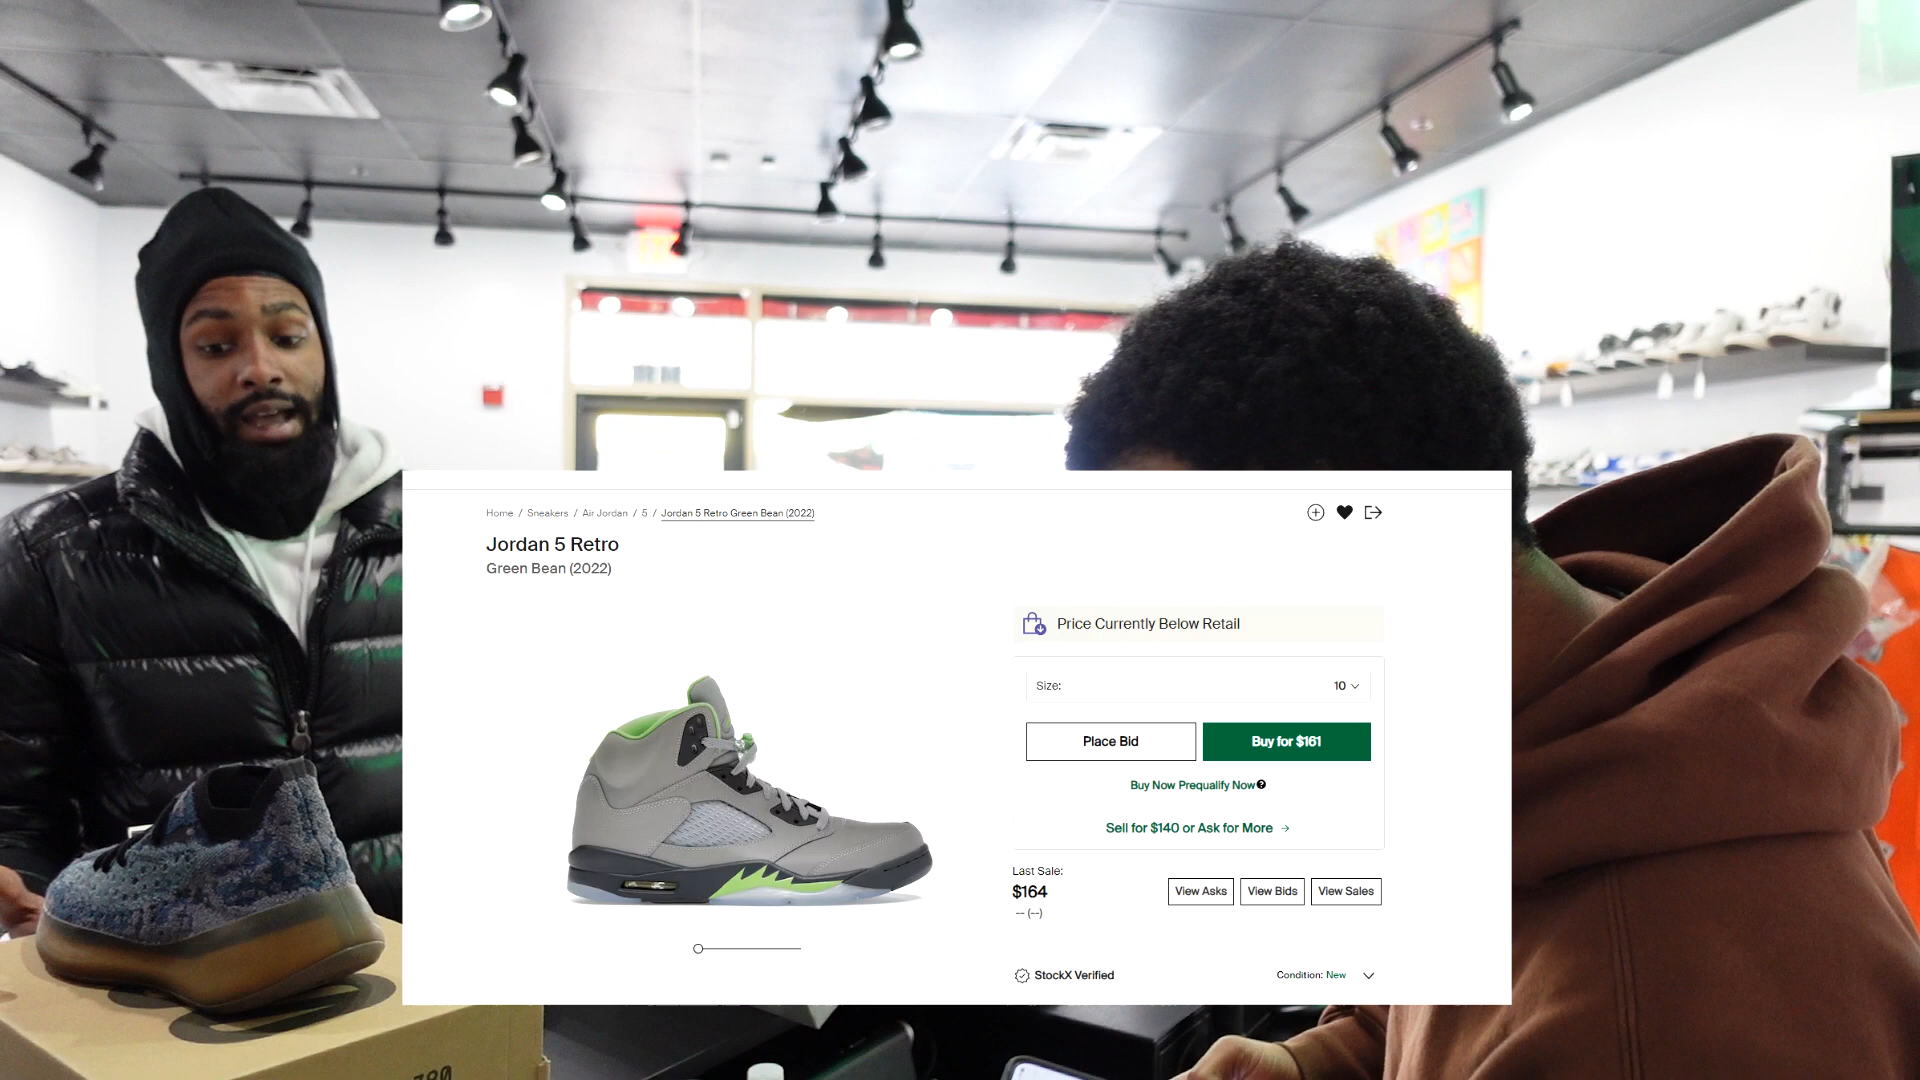 Home / Sneakers / Air Jordan / 5 / Jordan 5 Retro Green Bean (2022)
Jordan 5 Retro
Green Bean (2022)
Price Currently Below Retail
Size: 10
Place Bid
Buy for $161
Buy Now Prequalify Now
Sell for $140 or Ask for More →
Last Sale:
$164
-- (--)
View Asks
View Bids
View Sales
StockX Verified
Condition: New
380